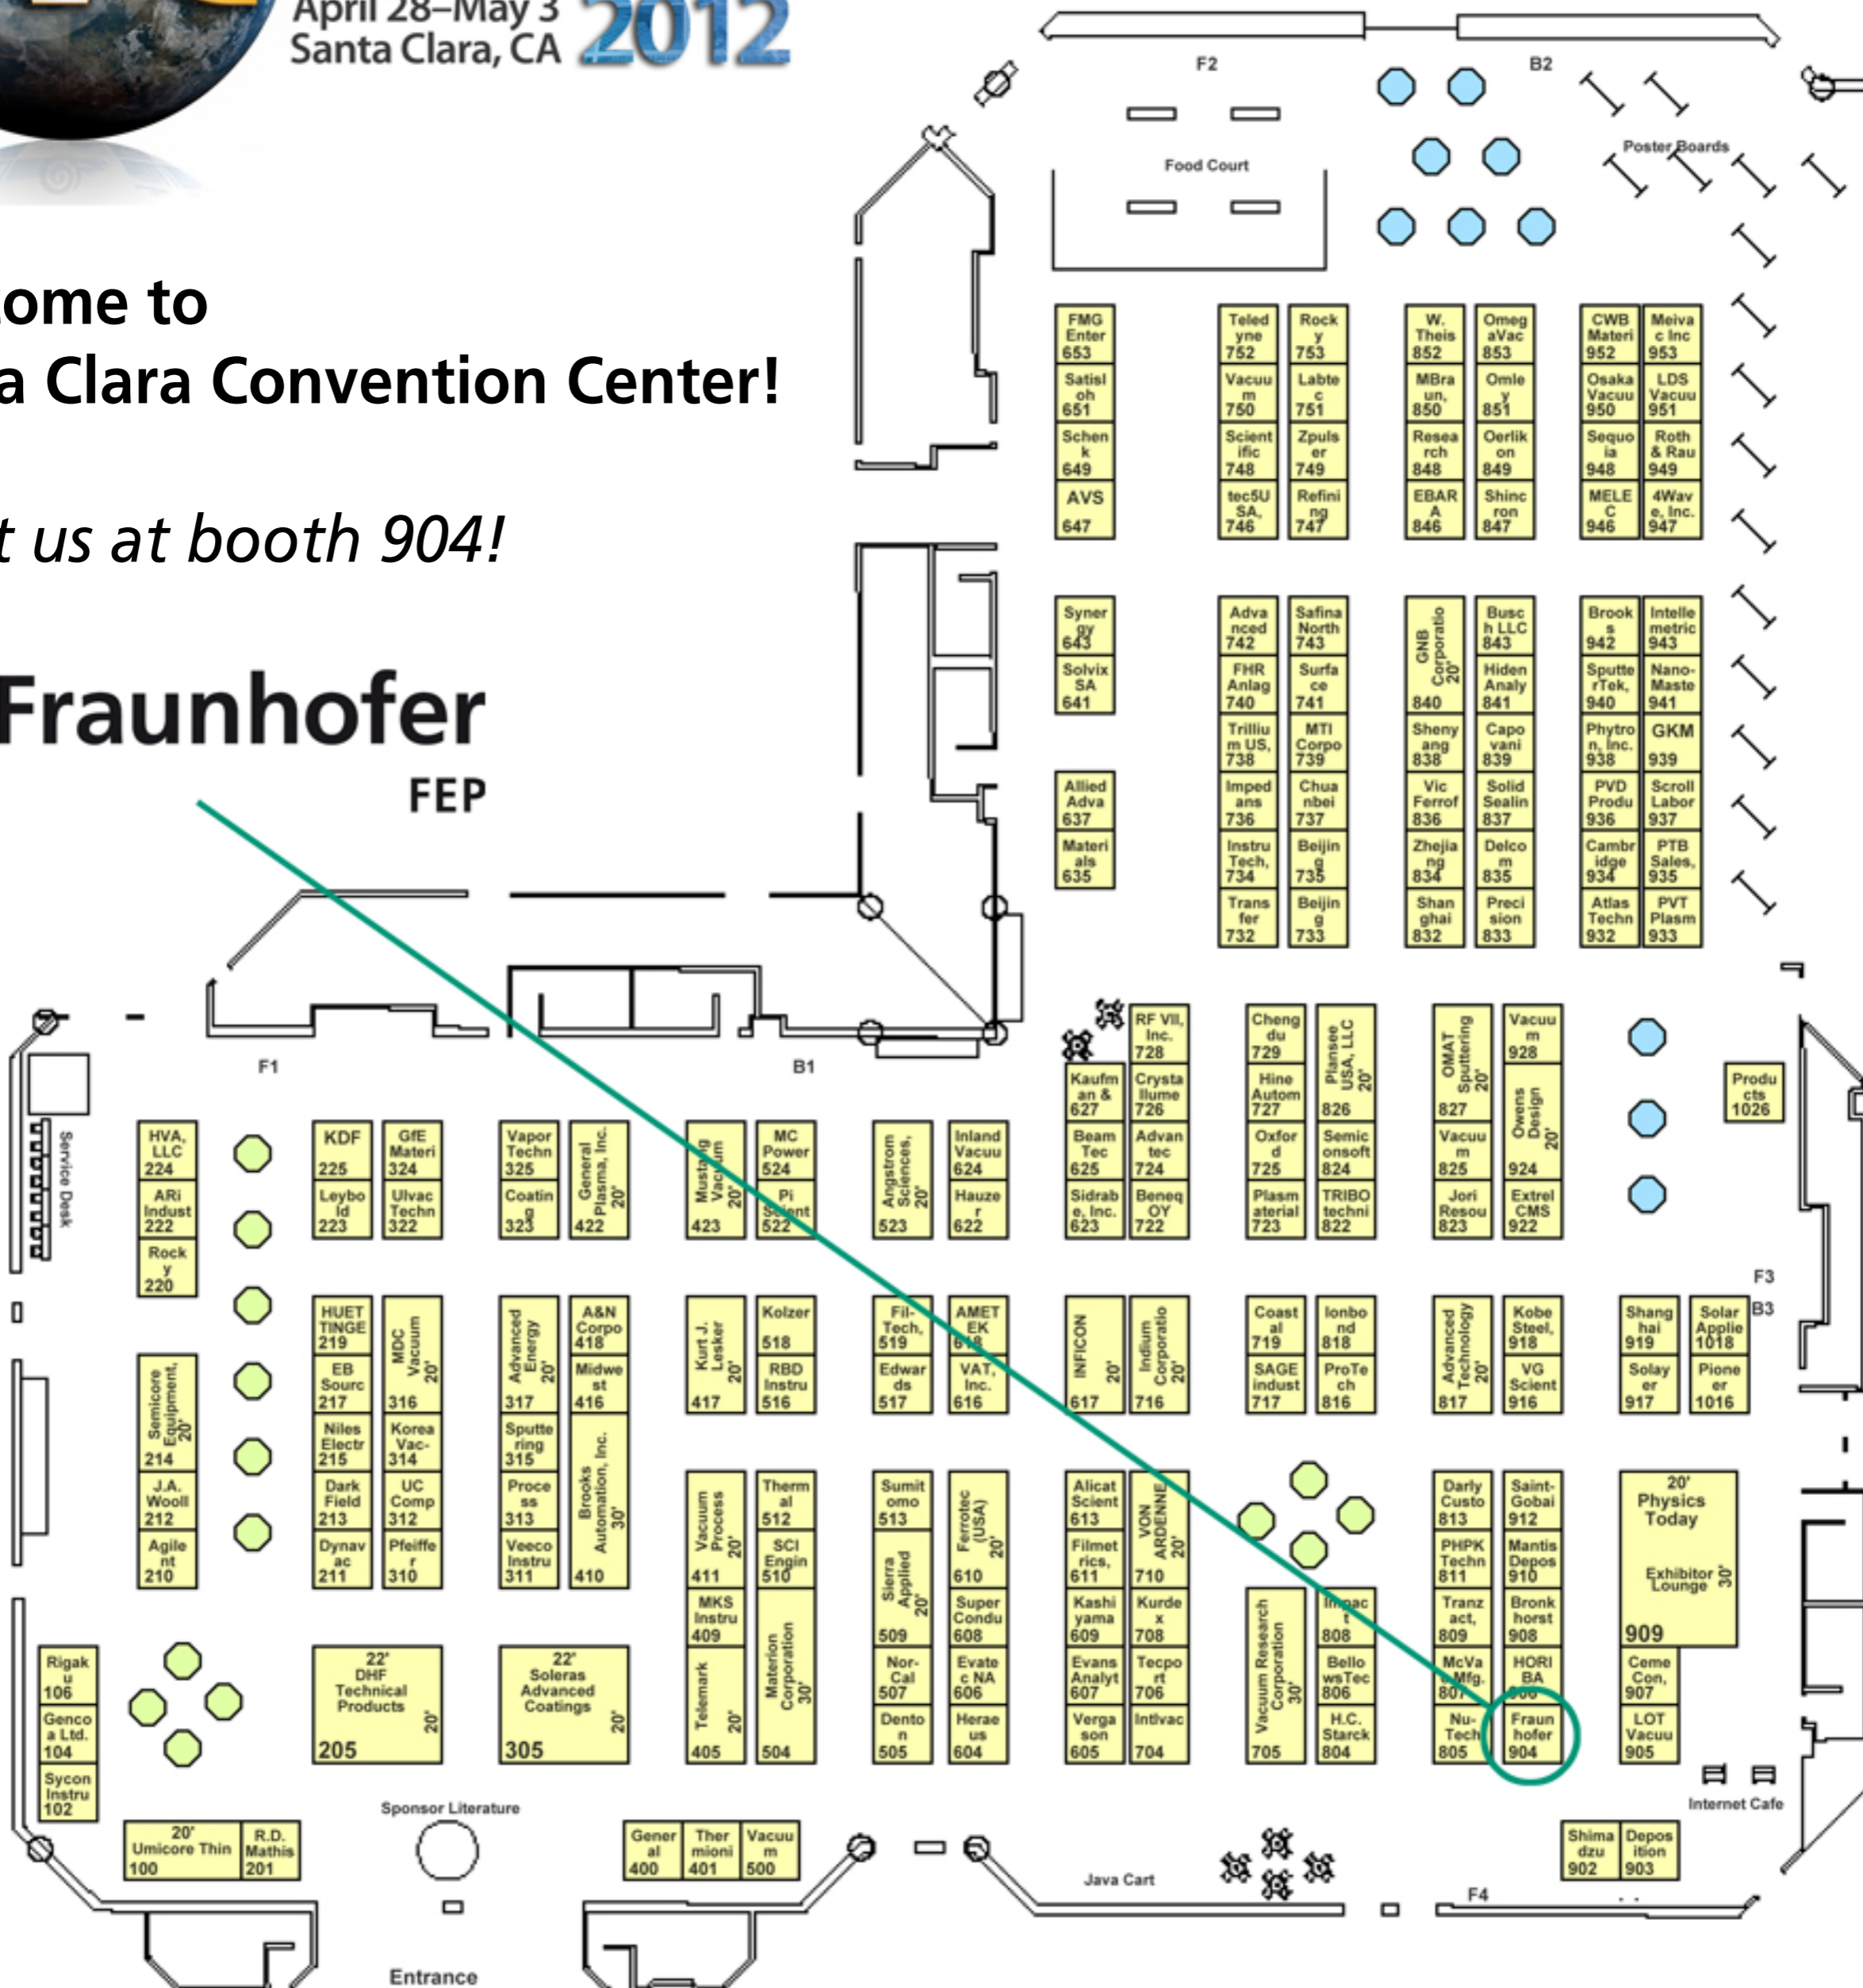 April 28–May 3
Santa Clara, CA 2012
ome to
a Clara Convention Center!
t us at booth 904!
Fraunhofer
FEP
F2
B2
Food Court
Poster Boards
FMG
Enter
653
Satisl
oh
651
Schen
k
649
AVS
647
Teled
yne
752
Vacuu
m
750
Scient
ific
748
tec5U
SA,
746
Rock
y
753
Labte
c
751
Zpuls
er
749
Refini
ng
747
W.
Theis
852
MBra
un,
850
Resea
rch
848
EBAR
A
846
Omeg
aVac
853
Omle
y
851
Oerlik
on
849
Shinc
ron
847
CWB
Materi
952
Osaka
Vacuu
950
Sequo
ia
948
MELE
C
946
Meiva
c Inc
953
LDS
Vacuu
951
Roth
& Rau
949
4Wav
e, Inc.
947
Syner
gy
643
Solvix
SA
641
Allied
Adva
637
Materi
als
635
Adva
nced
742
FHR
Anlag
740
Trilliu
m US,
738
Imped
ans
736
Instru
Tech,
734
Trans
fer
732
Safina
North
743
Surfa
ce
741
MTI
Corpo
739
Chua
nbei
737
Beijin
g
735
Beijin
g
733
GNB
Corporatio
20'
840
Sheny
ang
838
Vic
Ferrof
836
Zhejia
ng
834
Shan
ghai
832
Busc
h LLC
843
Hiden
Analy
841
Capo
vani
839
Solid
Sealin
837
Delco
m
835
Preci
sion
833
Brook
s
942
Sputte
rTek,
940
Phytro
n, Inc.
938
PVD
Produ
936
Cambr
idge
934
Atlas
Techn
932
Intelle
metric
943
Nano-
Maste
941
GKM
939
Scroll
Labor
937
PTB
Sales,
935
PVT
Plasm
933
F1
B1
Service Desk
HVA,
LLC
224
ARi
Indust
222
Rock
y
220
KDF
225
Leybo
ld
223
GfE
Materi
324
Ulvac
Techn
322
Vapor
Techn
325
Coatin
g
323
General
Plasma, Inc.
20'
422
Mustang
Vacuum
20'
423
MC
Power
524
Pi
Scient
522
Angstrom
Sciences,
20'
523
Inland
Vacuu
624
Hauze
r
622
Kaufm
an &
627
Beam
Tec
625
Sidrab
e, Inc.
623
RF VII,
Inc.
728
Crysta
llume
726
Advan
tec
724
Beneq
OY
722
Cheng
du
729
Hine
Autom
727
Oxfor
d
725
Plasm
aterial
723
Plansee
USA, LLC
20'
826
Semic
onsoft
824
TRIBO
techni
822
OMAT
Sputtering
20'
827
Vacuu
m
825
Jori
Resou
823
Vacuu
m
928
Owens
Design
20'
924
Extrel
CMS
922
Produ
cts
1026
F3
B3
Semicore
Equipment,
20'
214
J.A.
Wooll
212
Agile
nt
210
HUET
TINGE
219
EB
Sourc
217
Niles
Electr
215
Dark
Field
213
Dynav
ac
211
MDC
Vacuum
20'
316
Korea
Vac-
314
UC
Comp
312
Pfeiffe
r
310
Advanced
Energy
20'
317
Sputte
ring
315
Proce
ss
313
Veeco
Instru
311
A&N
Corpo
418
Midwe
st
416
Brooks
Automation, Inc.
30'
410
Kurt J.
Lesker
20'
417
Kolzer
518
RBD
Instru
516
Fil-
Tech,
519
Edwar
ds
517
AMET
EK
618
VAT,
Inc.
616
INFICON
20'
617
Indium
Corporatio
20'
716
Coast
al
719
SAGE
indust
717
Ionbo
nd
818
ProTe
ch
816
Advanced
Technology
20'
817
Kobe
Steel,
918
VG
Scient
916
Shang
hai
919
Solay
er
917
Solar
Applie
1018
Pione
er
1016
Vacuum
Process
20'
411
MKS
Instru
409
Telemark
20'
405
Therm
al
512
SCI
Engin
510
Materion
Corporation
30'
504
Sumit
omo
513
Sierra
Applied
20'
509
Nor-
Cal
507
Dento
n
505
Ferrotec
(USA)
20'
610
Super
Condu
608
Evate
c NA
606
Herae
us
604
Alicat
Scient
613
Filmet
rics,
611
Kashi
yama
609
Evans
Analyt
607
Verga
son
605
VON
ARDENNE
20'
710
Kurde
x
708
Tecpo
rt
706
Intlvac
704
Vacuum Research
Corporation
30'
705
Impac
t
808
Bello
wsTec
806
H.C.
Starck
804
Darly
Custo
813
PHPK
Techn
811
Tranz
act,
809
McVa
Mfg.
807
Nu-
Tech
805
Saint-
Gobai
912
Mantis
Depos
910
Bronk
horst
908
HORI
BA
906
Fraun
hofer
904
20'
Physics
Today
Exhibitor
Lounge
30'
909
Ceme
Con,
907
LOT
Vacuu
905
Internet Cafe
Rigak
u
106
Genco
a Ltd.
104
Sycon
Instru
102
22'
DHF
Technical
Products
20'
205
22'
Soleras
Advanced
Coatings
20'
305
20'
Umicore Thin
100
R.D.
Mathis
201
Sponsor Literature
Gener
al
400
Ther
mioni
401
Vacuu
m
500
Java Cart
Shima
dzu
902
Depos
ition
903
F4
Entrance